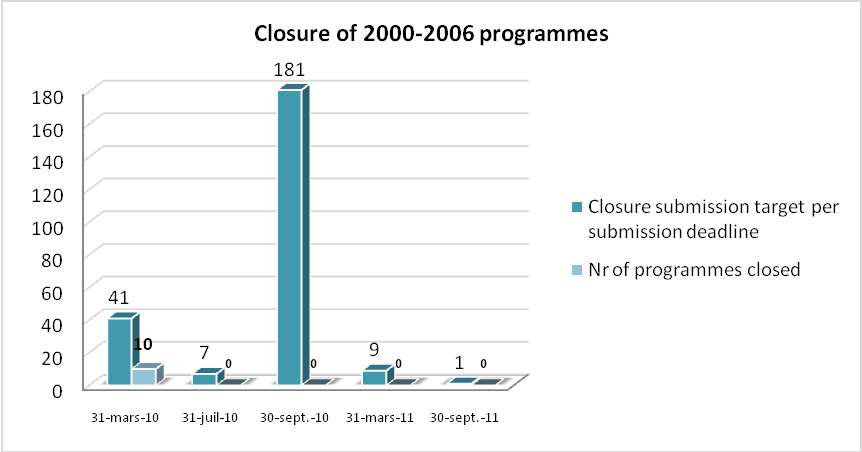 Closure of 2000-2006 programmes
181
180
160
140
120
100
80
60
40
20
0
41
10
7
0
0
9
0
1
0
31-mars-10
31-juil-10
30-sept.-10
31-mars-11
30-sept.-11
Closure submission target per
submission deadline
Nr of programmes closed